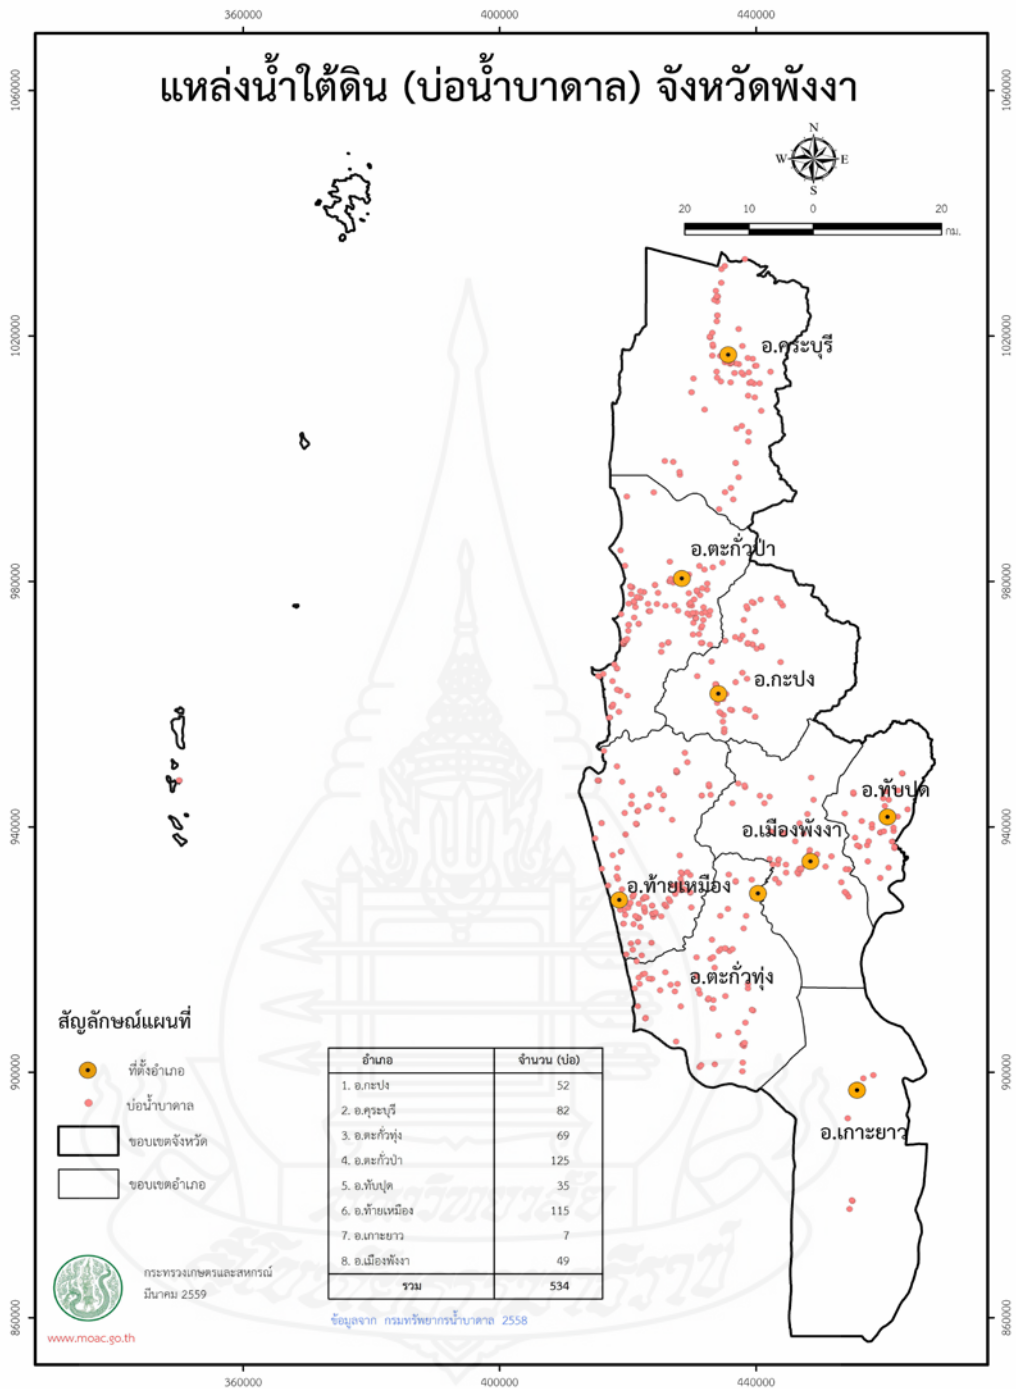 360000 400000 440000
แหล่งน้ำใต้ดิน (บ่อน้ำบาดาล) จังหวัดพังงา
1060000 1060000
N
W E
S
20 10 0 20
กม.
1020000 1020000
อ.คุระบุรี
อ.ตะกั่วป่า
980000 980000
อ.กะปง
อ.ทับปุด
940000 940000
อ.เมืองพังงา
อ.ท้ายเหมือง
อ.ตะกั่วทุ่ง
สัญลักษณ์แผนที่
ที่ตั้งอำเภอ
บ่อน้ำบาดาล
ขอบเขตจังหวัด
ขอบเขตอำเภอ
900000 900000
อ.เกาะยาว
อำเภอ จำนวน (บ่อ)
1. อ.กะปง 52
2. อ.คุระบุรี 82
3. อ.ตะกั่วทุ่ง 69
4. อ.ตะกั่วป่า 125
5. อ.ทับปุด 35
6. อ.ท้ายเหมือง 115
7. อ.เกาะยาว 7
8. อ.เมืองพังงา 49
รวม 534
ข้อมูลจาก กรมทรัพยากรน้ำบาดาล 2558
กระทรวงเกษตรและสหกรณ์
มีนาคม 2559
www.moac.go.th
860000 860000
360000 400000 440000